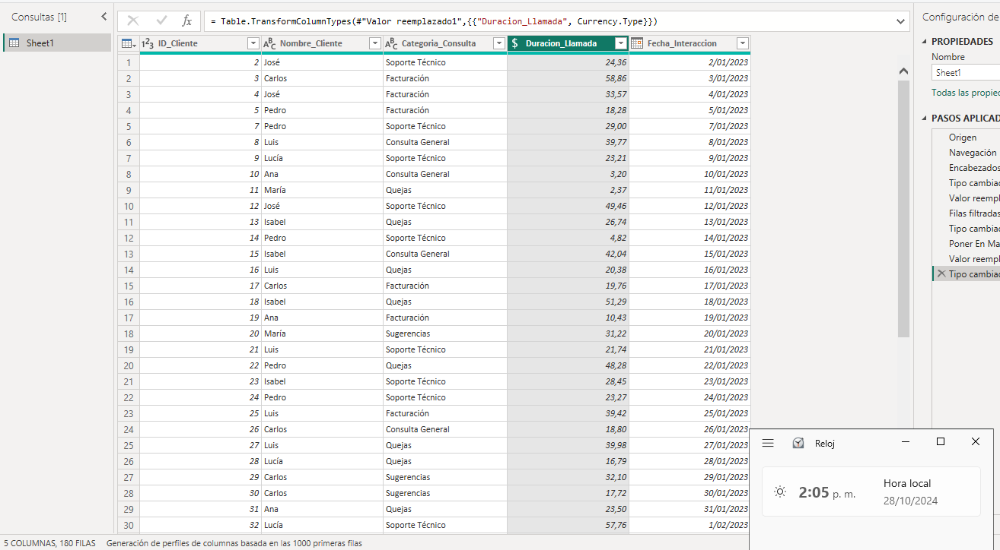 Consultas [1]
Sheet1
fx
= Table.TransformColumnTypes(#"Valor reemplazado1",{{"Duracion_Llamada", Currency.Type}})
1 2 3 ID_Cliente A B C Nombre_Cliente A B C Categoria_Consulta $ Duracion_Llamada Fecha_Interaccion
1 2 José Soporte Técnico 24,36 2/01/2023
2 3 Carlos Facturación 58,86 3/01/2023
3 4 José Facturación 33,57 4/01/2023
4 5 Pedro Facturación 18,28 5/01/2023
5 7 Pedro Soporte Técnico 29,00 7/01/2023
6 8 Luis Consulta General 39,77 8/01/2023
7 9 Lucía Soporte Técnico 23,21 9/01/2023
8 10 Ana Consulta General 3,20 10/01/2023
9 11 María Quejas 2,37 11/01/2023
10 12 José Soporte Técnico 49,46 12/01/2023
11 13 Isabel Quejas 26,74 13/01/2023
12 14 Pedro Soporte Técnico 4,82 14/01/2023
13 15 Isabel Consulta General 42,04 15/01/2023
14 16 Luis Quejas 20,38 16/01/2023
15 17 Carlos Facturación 19,76 17/01/2023
16 18 Isabel Quejas 51,29 18/01/2023
17 19 Ana Facturación 10,43 19/01/2023
18 20 María Sugerencias 31,22 20/01/2023
19 21 Luis Soporte Técnico 21,74 21/01/2023
20 22 Pedro Quejas 48,28 22/01/2023
21 23 Isabel Soporte Técnico 28,45 23/01/2023
22 24 Pedro Soporte Técnico 23,27 24/01/2023
23 25 Luis Facturación 39,42 25/01/2023
24 26 Carlos Consulta General 18,80 26/01/2023
25 27 Luis Quejas 39,98 27/01/2023
26 28 Lucía Quejas 16,79 28/01/2023
27 29 Carlos Sugerencias 32,10 29/01/2023
28 30 Carlos Sugerencias 17,72 30/01/2023
29 31 Ana Quejas 23,50 31/01/2023
30 32 Lucía Soporte Técnico 57,76 1/02/2023
Configuración de
PROPIEDADES
Nombre
Sheet1
Todas las propied
PASOS APLICAD
Origen
Navegación
Encabezados
Tipo cambiad
Valor reempl
Filas filtradas
Tipo cambiad
Poner En Ma
Valor reempl
Tipo cambiad
Reloj
2:05 p. m.
Hora local
28/10/2024
5 COLUMNAS, 180 FILAS Generación de perfiles de columnas basada en las 1000 primeras filas